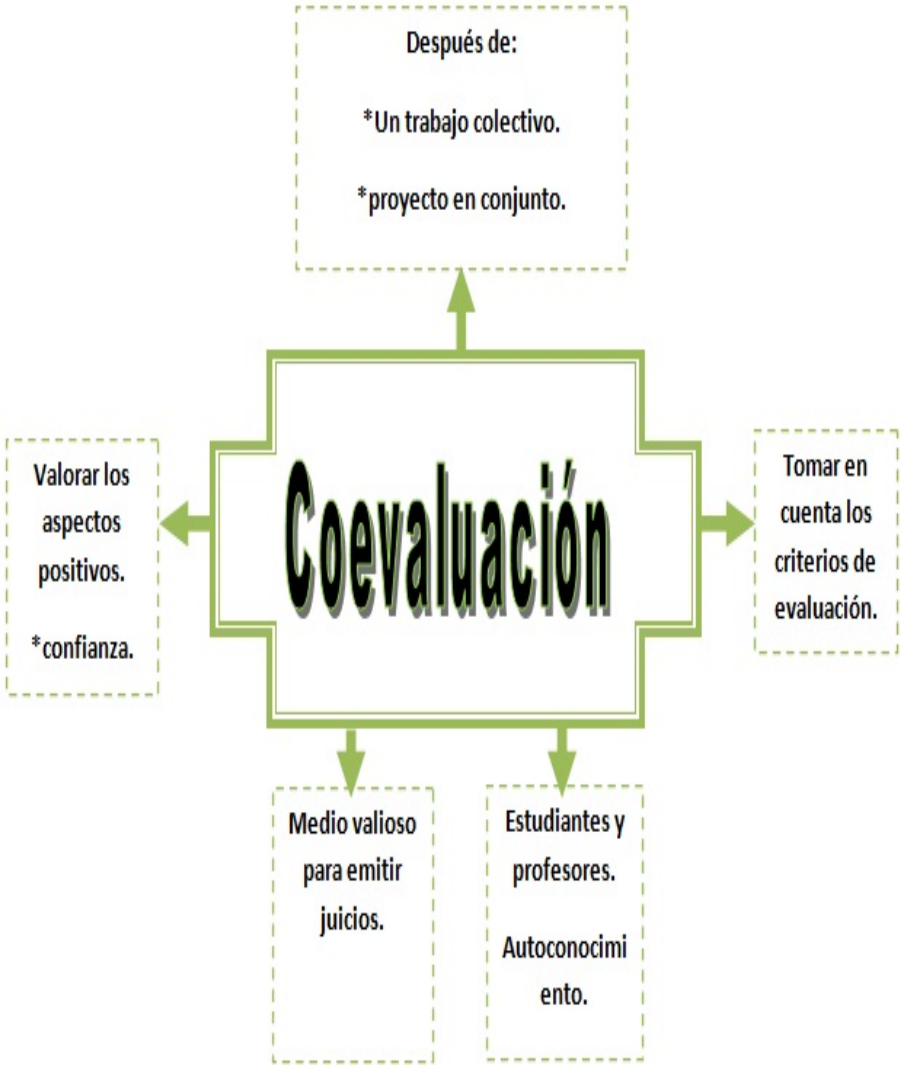 Después de:
*Un trabajo colectivo.
*proyecto en conjunto.
Valorar los
aspectos
positivos.
*confianza.
Coevaluación
Tomar en
cuenta los
criterios de
evaluación.
Medio valioso
para emitir
juicios.
Estudiantes y
profesores.
Autoconocimi
ento.